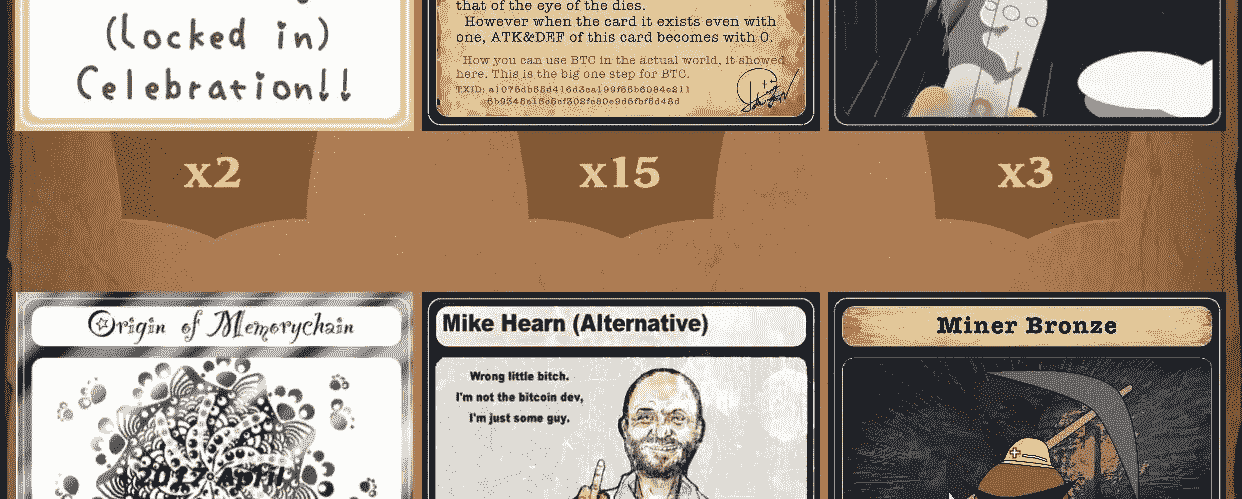 (Locked in)
Celebration!!
that of the eye of the dies.
However when the card it exists even with
one, ATK&DEF of this card becomes with 0.
How you can use BTC in the actual world, it showed
here. This is the big one step for BTC.
TXID:
x2
x15
x3
Origin of Memorychain
2017 April
Mike Hearn (Alternative)
Wrong little bitch.
I'm not the bitcoin dev,
I'm just some guy.
Miner Bronze